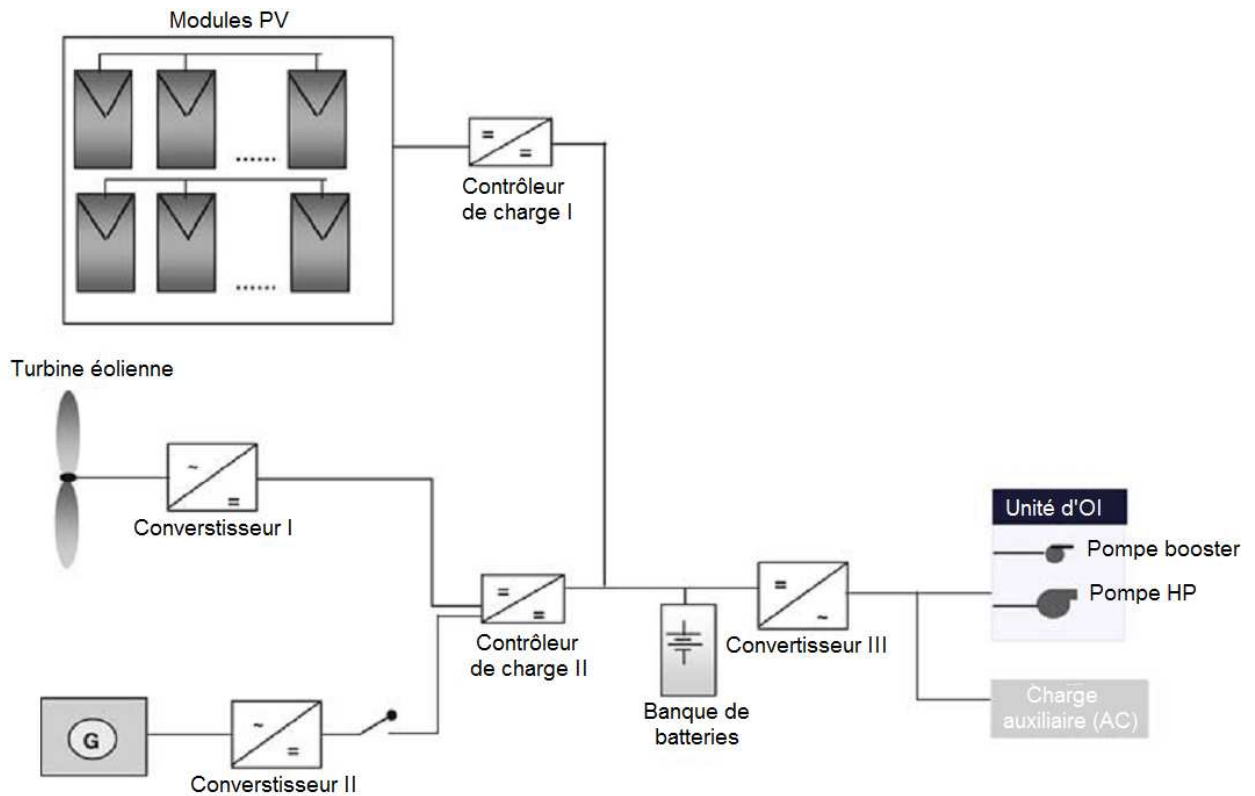 Modules PV
Contrôleur
de charge I
Turbine éolienne
Converstisseur I
Unité d'OI
Pompe booster
Pompe HP
Contrôleur
de charge II
Convertisseur III
Banque de
batteries
Charge
auxiliaire (AC)
G
Converstisseur II